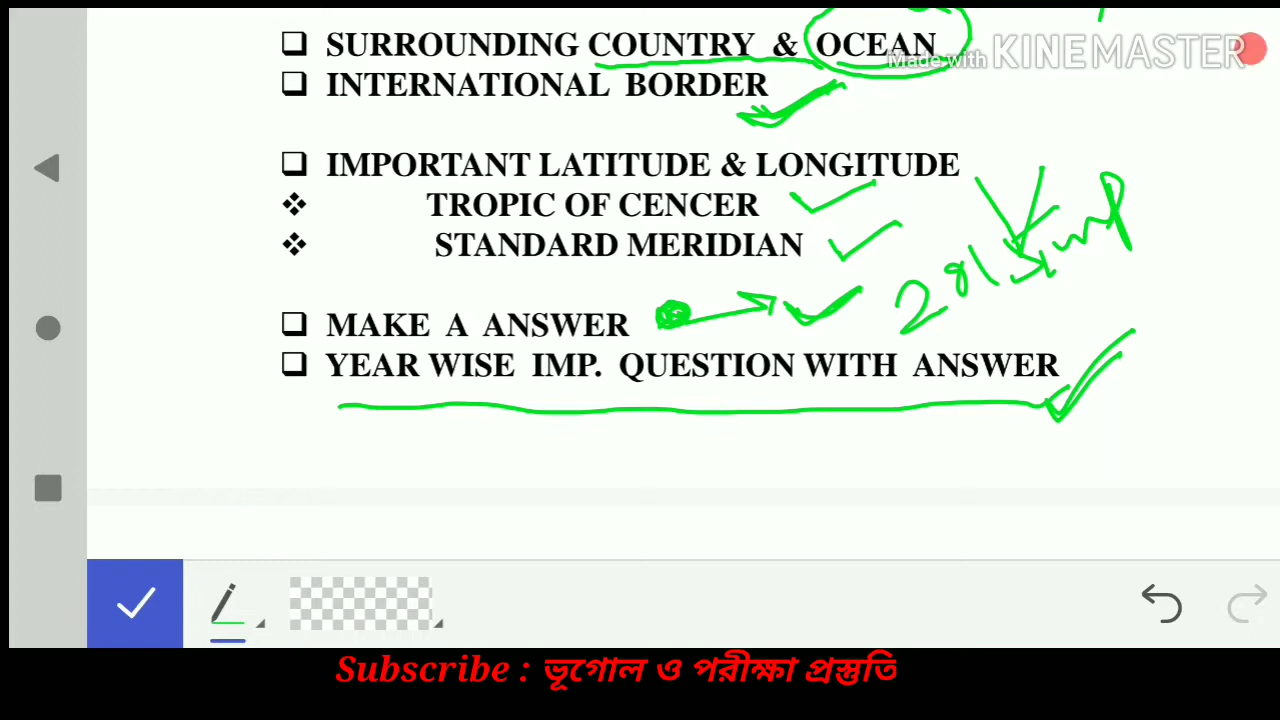 SURROUNDING COUNTRY & OCEAN
Made with KINEMASTER
INTERNATIONAL BORDER
IMPORTANT LATITUDE & LONGITUDE
TROPIC OF CENCER
STANDARD MERIDIAN
MAKE A ANSWER
YEAR WISE IMP. QUESTION WITH ANSWER
Subscribe : ভূগোল ও পরীক্ষা প্রস্তুতি